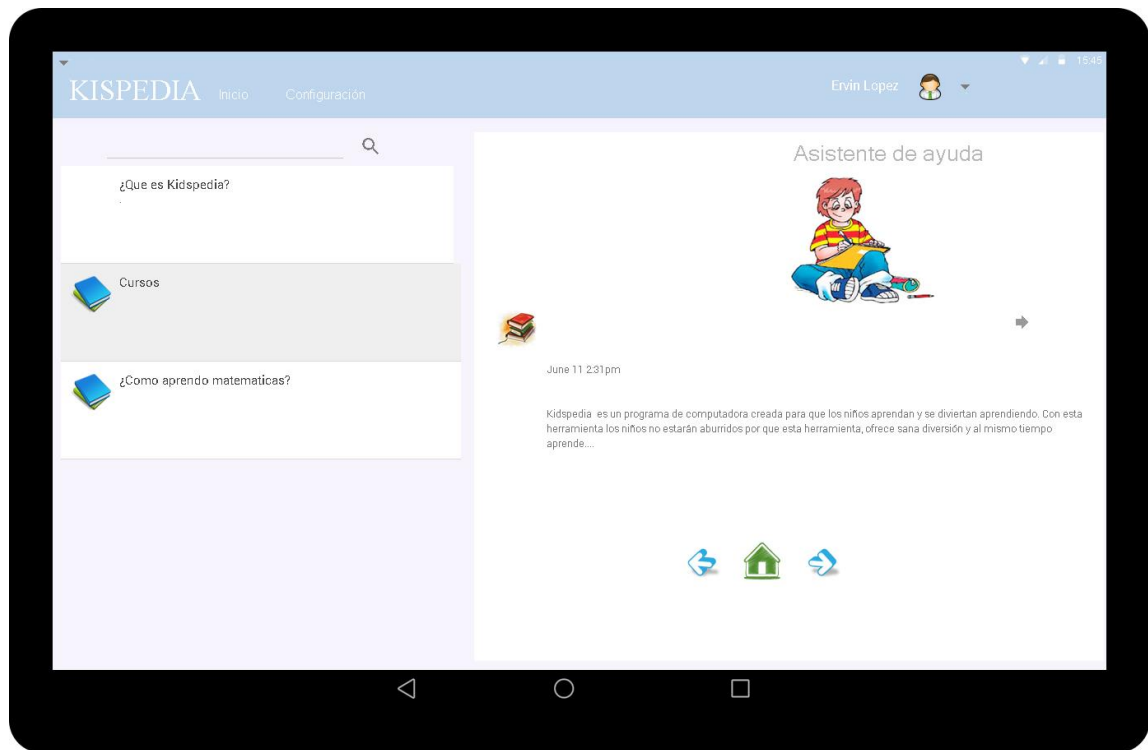 15:45
KISPEDIA Inicio Configuración
Ervin Lopez
¿Que es Kidspedia?
Cursos
¿Como aprendo matematicas?
Asistente de ayuda
June 11 2:31pm
Kidspedia es un programa de computadora creada para que los niños aprendan y se diviertan aprendiendo. Con esta
herramienta los niños no estarán aburridos por que esta herramienta, ofrece sana diversión y al mismo tiempo
aprende....